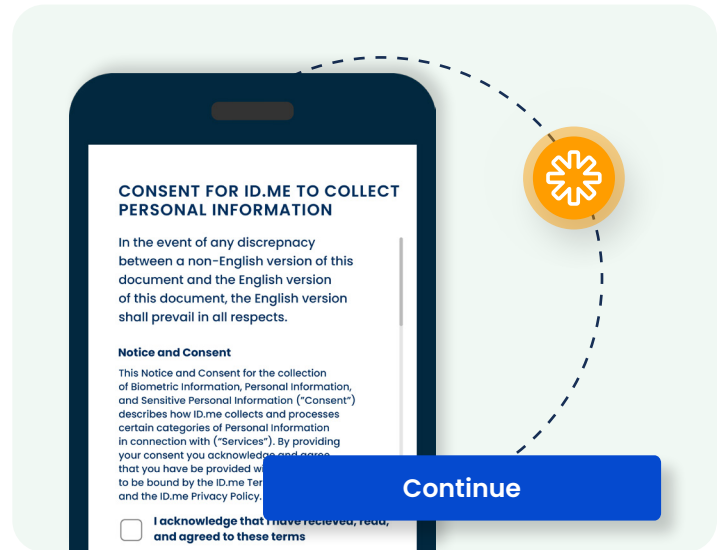 CONSENT FOR ID.ME TO COLLECT
PERSONAL INFORMATION
In the event of any discrepnacy
between a non-English version of this
document and the English version
of this document, the English version
shall prevail in all respects.
Notice and Consent
This Notice and Consent for the collection
of Biometric Information, Personal Information,
and Sensitive Personal Information ("Consent")
describes how ID.me collects and processes
certain categories of Personal Information
in connection with ("Services"). By providing
your consent you acknowledge and agree
that you have be provided
to be bound by the ID.me
and the ID.me Privacy Policy.
Continue
I acknowledge that I have recieved, read,
and agreed to these terms